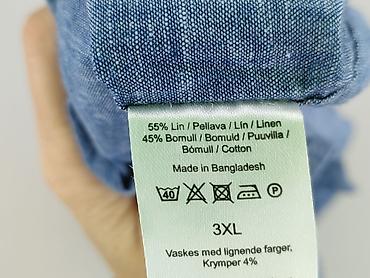 55% Lin / Pellava / Lín / Linen
45% Bomull / Bomuld / Puuvilla /
Bómull / Cotton
Made in Bangladesh
40 P
3XL
Vaskes med lignende farger,
Krymper 4%